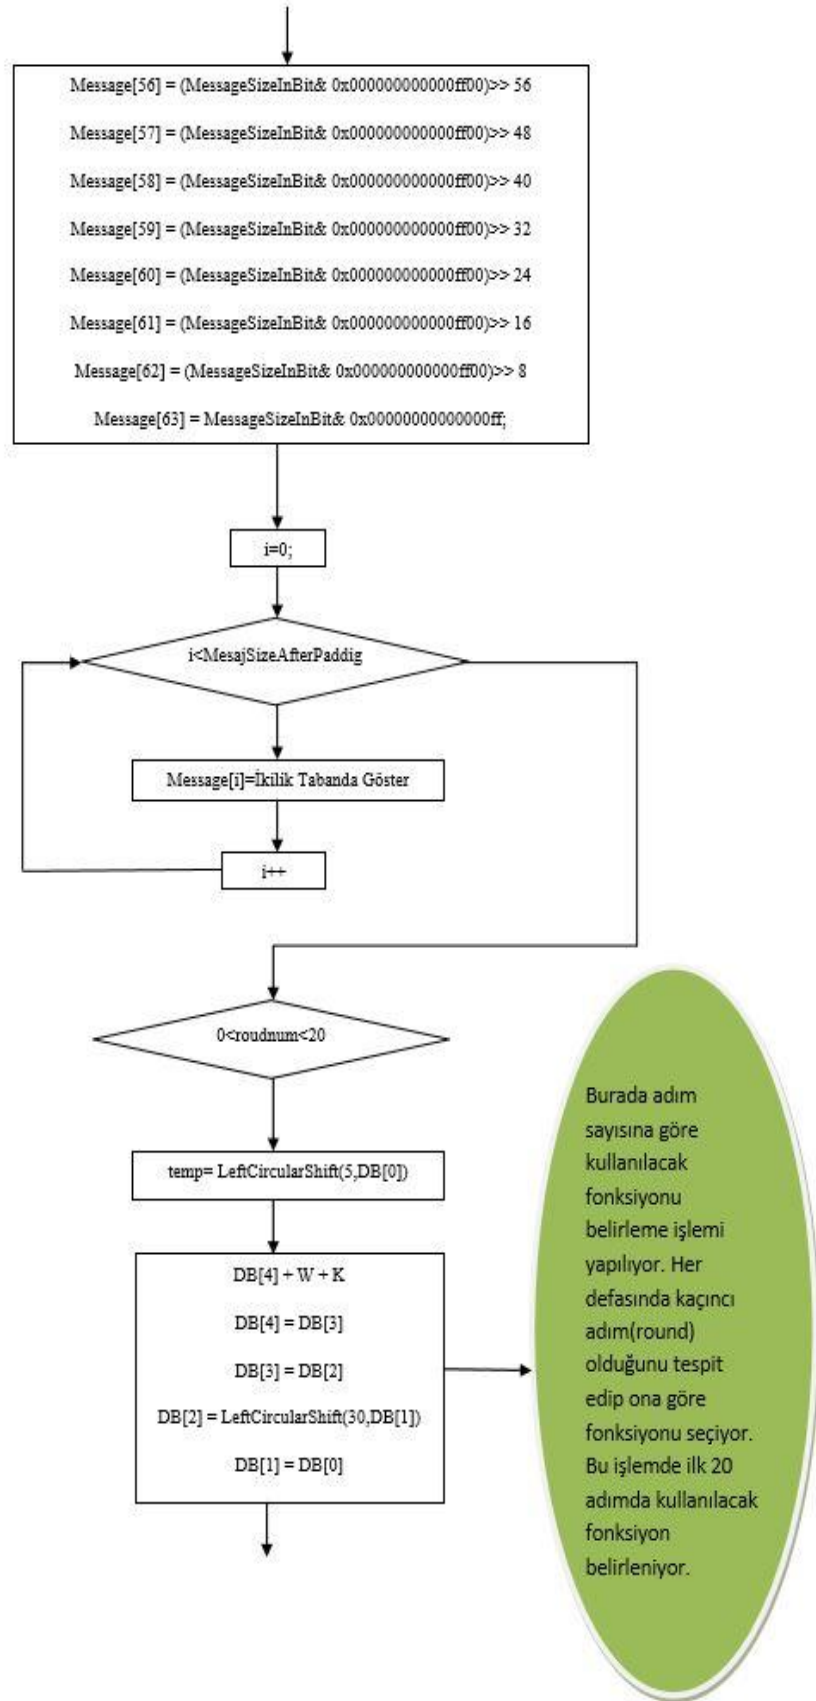 Message[56] = (MessageSizeInBit& 0x000000000000ff00)>> 56
Message[57] = (MessageSizeInBit& 0x000000000000ff00)>> 48
Message[58] = (MessageSizeInBit& 0x000000000000ff00)>> 40
Message[59] = (MessageSizeInBit& 0x000000000000ff00)>> 32
Message[60] = (MessageSizeInBit& 0x000000000000ff00)>> 24
Message[61] = (MessageSizeInBit& 0x000000000000ff00)>> 16
Message[62] = (MessageSizeInBit& 0x000000000000ff00)>> 8
Message[63] = MessageSizeInBit& 0x00000000000000ff;
i=0;
i<MesajSizeAfterPaddig
Message[i]=İkilik Tabanda Göster
i++
0<roudnum<20
temp= LeftCircularShift(5,DB[0])
DB[4] + W + K
DB[4] = DB[3]
DB[3] = DB[2]
DB[2] = LeftCircularShift(30,DB[1])
DB[1] = DB[0]
Burada adım
sayısına göre
kullanılacak
fonksiyonu
belirleme işlemi
yapılıyor. Her
defasında kaçıncı
adım(round)
olduğunu tespit
edip ona göre
fonksiyonu seçiyor.
Bu işlemde ilk 20
adımda kullanılacak
fonksiyon
belirleniyor.